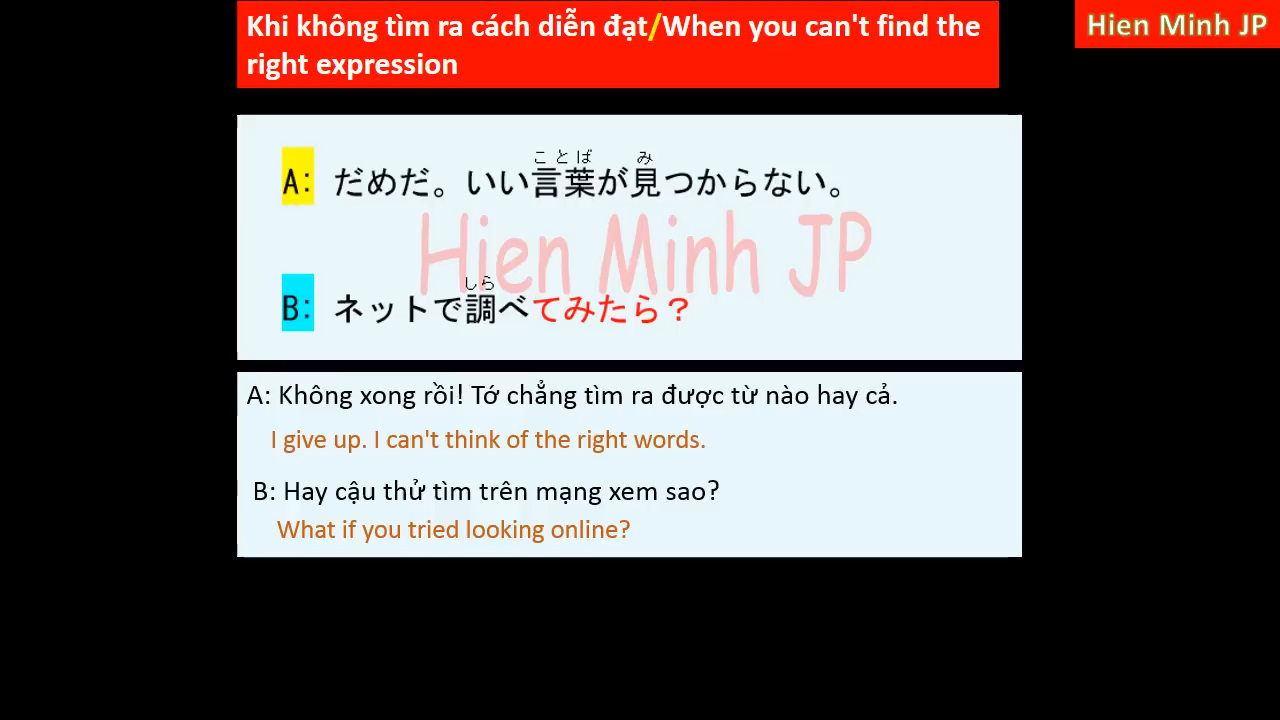 Khi không tìm ra cách diễn đạt/When you can't find the
right expression
Hien Minh JP
ことば み
A: だめだ。いい言葉が見つからない。
Hien Minh JP
しら
B: ネットで調べてみたら？
A: Không xong rồi! Tớ chẳng tìm ra được từ nào hay cả.
I give up. I can't think of the right words.
B: Hay cậu thử tìm trên mạng xem sao?
What if you tried looking online?